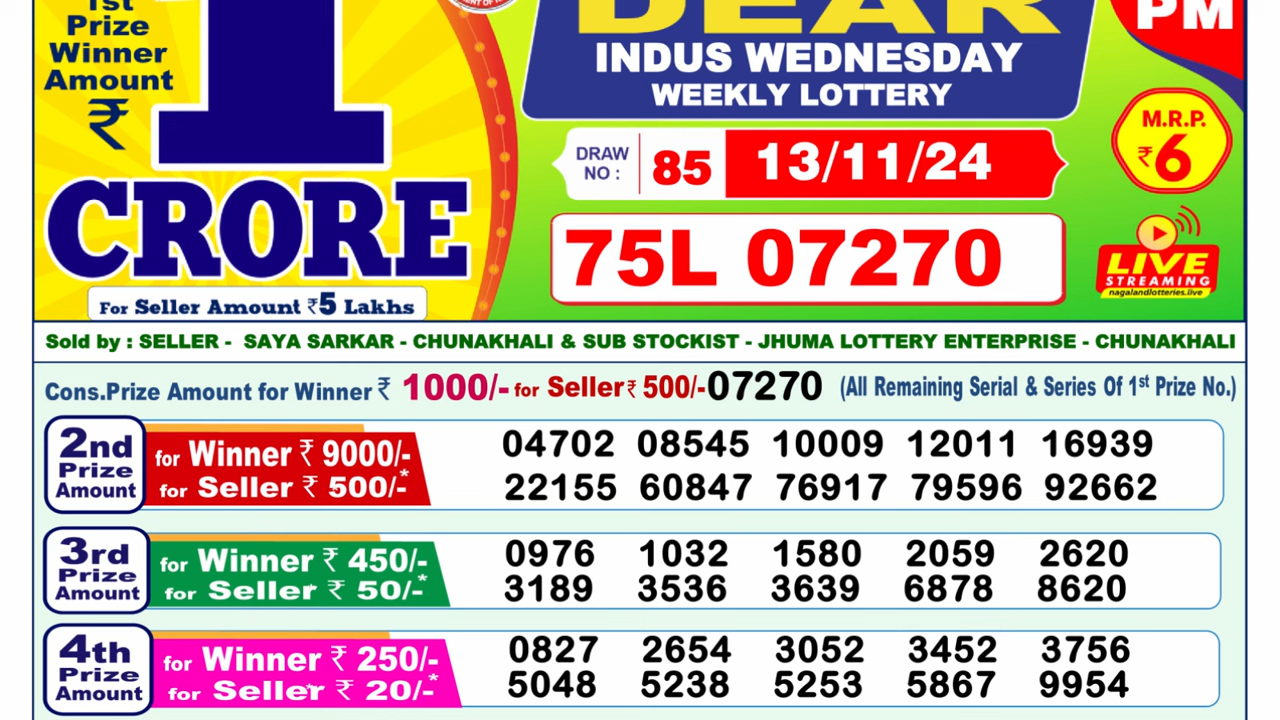 1st
Prize
Winner
Amount
₹
1
CRORE
For Seller Amount ₹5 Lakhs
DEAR
INDUS WEDNESDAY
WEEKLY LOTTERY
PM
DRAW NO : 85 13/11/24
M.R.P.
₹6
75L 07270
LIVE
STREAMING
nagalandlotteries.live
Sold by : SELLER - SAYA SARKAR - CHUNAKHALI & SUB STOCKIST - JHUMA LOTTERY ENTERPRISE - CHUNAKHALI
Cons.Prize Amount for Winner ₹ 1000/- for Seller ₹ 500/- 07270 (All Remaining Serial & Series Of 1st Prize No.)
2nd
Prize
Amount
for Winner ₹ 9000/-
for Seller ₹ 500/-*
04702 08545 10009 12011 16939
22155 60847 76917 79596 92662
3rd
Prize
Amount
for Winner ₹ 450/-
for Seller ₹ 50/-*
0976 1032 1580 2059 2620
3189 3536 3639 6878 8620
4th
Prize
Amount
for Winner ₹ 250/-
for Seller ₹ 20/-*
0827 2654 3052 3452 3756
5048 5238 5253 5867 9954